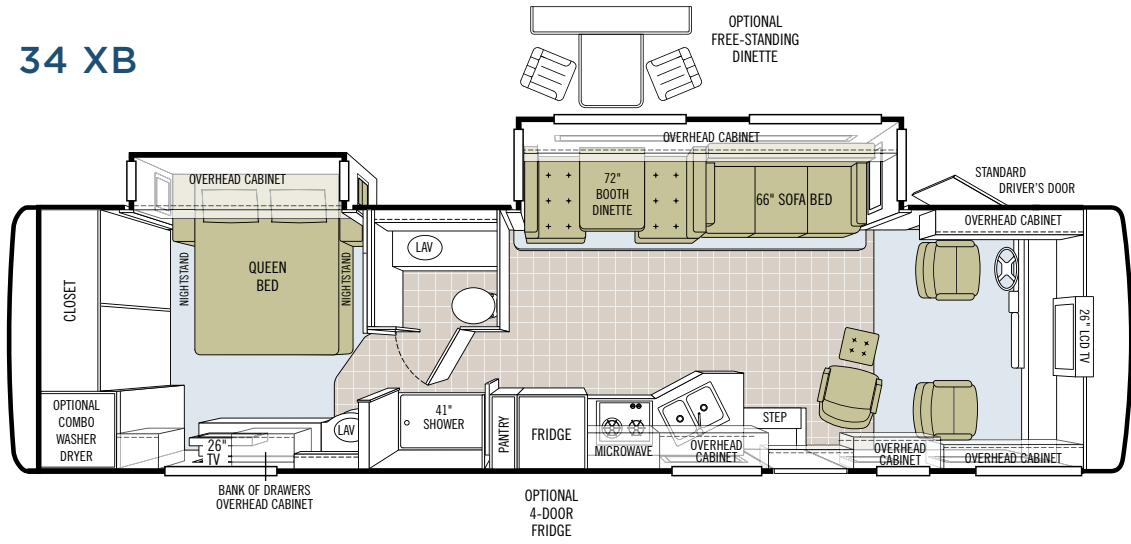 34 XB
OPTIONAL
FREE-STANDING
DINETTE
OVERHEAD CABINET
OVERHEAD CABINET
72"
BOOTH
DINETTE
66" SOFA BED
STANDARD
DRIVER'S DOOR
OVERHEAD CABINET
LAV
CLOSET
NIGHTSTAND
QUEEN
BED
NIGHTSTAND
26" LCD TV
OPTIONAL
COMBO
WASHER
DRYER
26"
TV
LAV
41"
SHOWER
PANTRY
FRIDGE
MICROWAVE
OVERHEAD
CABINET
STEP
OVERHEAD
CABINET
OVERHEAD CABINET
BANK OF DRAWERS
OVERHEAD CABINET
OPTIONAL
4-DOOR
FRIDGE